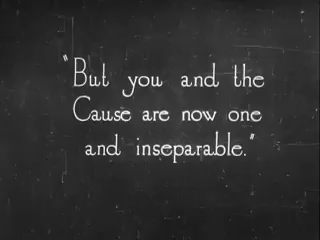 "But you and the
Cause are now one
and inseparable."